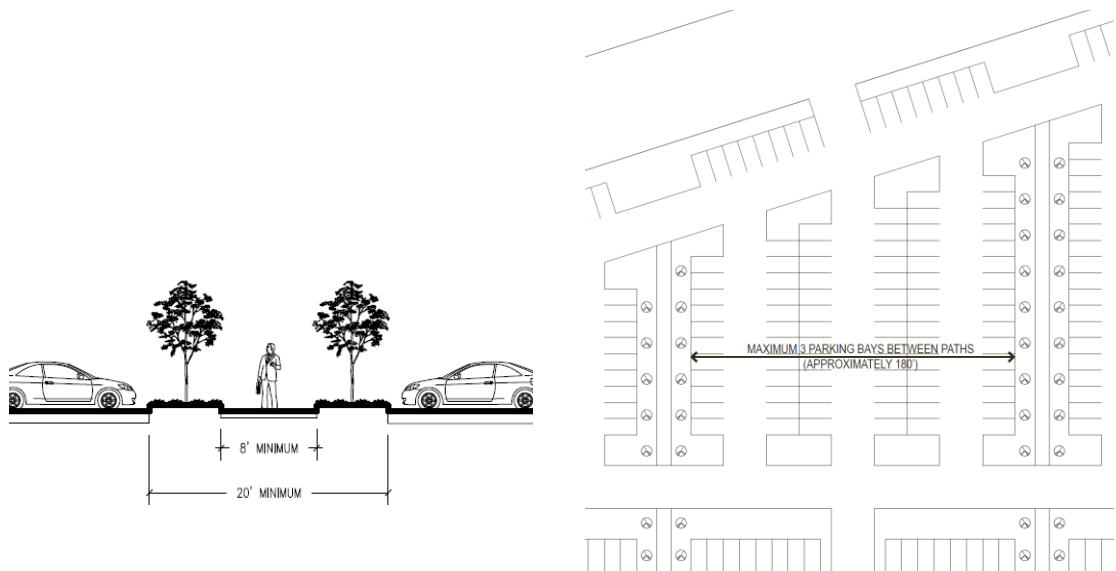 8' MINIMUM
20' MINIMUM
MAXIMUM 3 PARKING BAYS BETWEEN PATHS
(APPROXIMATELY 180')